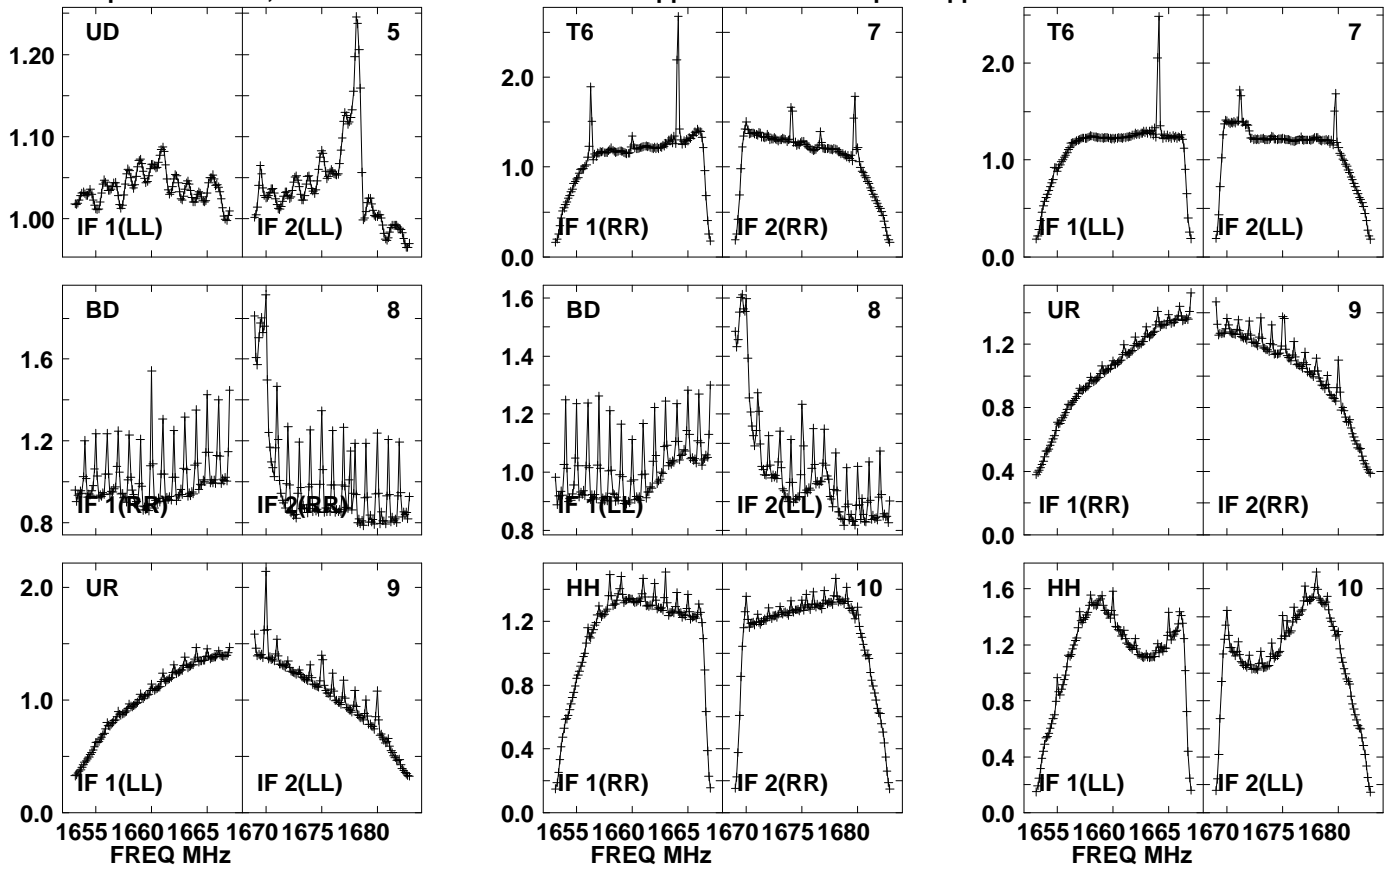 UD 5
1.20
1.10
1.00
IF 1(LL) IF 2(LL)
T6 7
2.0
1.0
0.0
IF 1(RR) IF 2(RR)
T6 7
2.0
1.0
0.0
IF 1(LL) IF 2(LL)
BD 8
1.6
1.2
0.8
IF 1(RR) IF 2(RR)
BD 8
1.6
1.4
1.2
1.0
0.8
IF 1(LL) IF 2(LL)
UR 9
1.2
0.8
0.4
0.0
IF 1(RR) IF 2(RR)
UR 9
2.0
1.0
0.0
IF 1(LL) IF 2(LL)
1655 1660 1665 1670 1675 1680
FREQ MHz
HH 10
1.2
0.8
0.4
0.0
IF 1(RR) IF 2(RR)
1655 1660 1665 1670 1675 1680
FREQ MHz
HH 10
1.6
1.2
0.8
0.4
0.0
IF 1(LL) IF 2(LL)
1655 1660 1665 1670 1675 1680
FREQ MHz